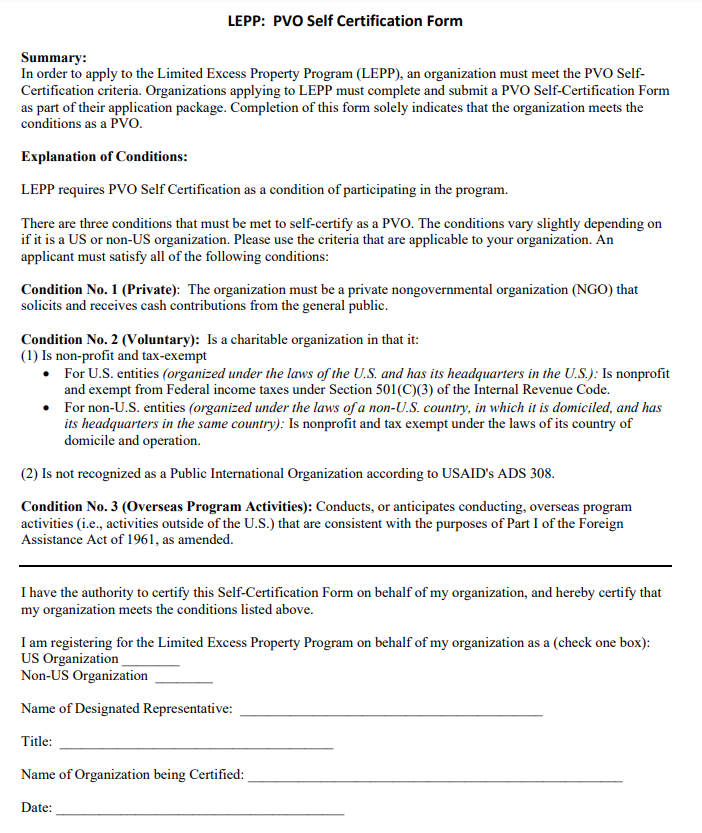 LEPP:  PVO Self Certification Form
Summary:
In order to apply to the Limited Excess Property Program (LEPP), an organization must meet the PVO Self-
Certification criteria. Organizations applying to LEPP must complete and submit a PVO Self-Certification Form
as part of their application package. Completion of this form solely indicates that the organization meets the
conditions as a PVO.
Explanation of Conditions:
LEPP requires PVO Self Certification as a condition of participating in the program.
There are three conditions that must be met to self-certify as a PVO. The conditions vary slightly depending on
if it is a US or non-US organization. Please use the criteria that are applicable to your organization. An
applicant must satisfy all of the following conditions:
Condition No. 1 (Private):  The organization must be a private nongovernmental organization (NGO) that
solicits and receives cash contributions from the general public.
Condition No. 2 (Voluntary):  Is a charitable organization in that it:
(1) Is non-profit and tax-exempt
• For U.S. entities (organized under the laws of the U.S. and has its headquarters in the U.S.): Is nonprofit
and exempt from Federal income taxes under Section 501(C)(3) of the Internal Revenue Code.
• For non-U.S. entities (organized under the laws of a non-U.S. country, in which it is domiciled, and has
its headquarters in the same country): Is nonprofit and tax exempt under the laws of its country of
domicile and operation.
(2) Is not recognized as a Public International Organization according to USAID's ADS 308.
Condition No. 3 (Overseas Program Activities): Conducts, or anticipates conducting, overseas program
activities (i.e., activities outside of the U.S.) that are consistent with the purposes of Part I of the Foreign
Assistance Act of 1961, as amended.
I have the authority to certify this Self-Certification Form on behalf of my organization, and hereby certify that
my organization meets the conditions listed above.
I am registering for the Limited Excess Property Program on behalf of my organization as a (check one box):
US Organization ________
Non-US Organization ________
Name of Designated Representative: ________
Title: ________
Name of Organization being Certified: ________
Date: ________